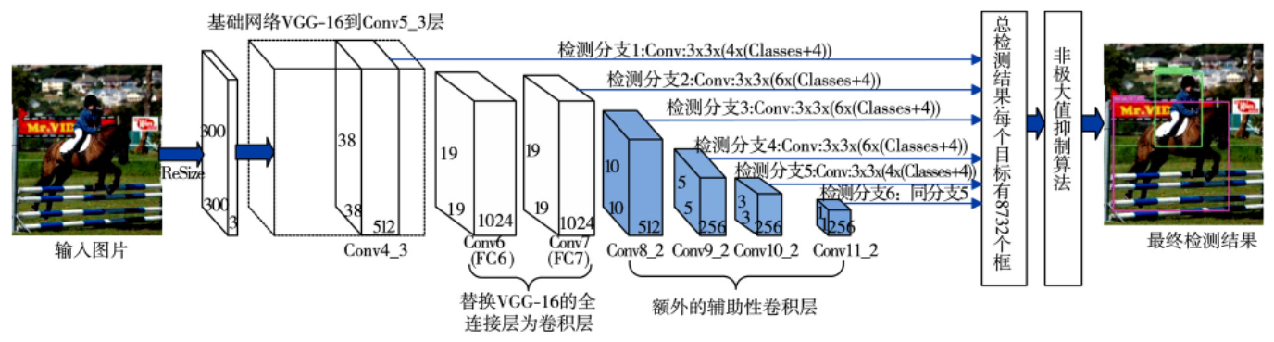 基础网络VGG-16到Conv5_3层
检测分支1:Conv:3x3x(4x(Classes+4))
检测分支2:Conv:3x3x(6x(Classes+4))
检测分支3:Conv:3x3x(6x(Classes+4))
检测分支4:Conv:3x3x(6x(Classes+4))
检测分支5:Conv:3x3x(4x(Classes+4))
检测分支6：同分支5
Mr.VID
ReSize
输入图片
300
300
3
38
38
512
Conv4_3
19
19
1024
Conv6
(FC6)
19
19
1024
Conv7
(FC7)
替换VGG-16的全
连接层为卷积层
10
10
512
Conv8_2
5
5
256
Conv9_2
3
3
256
Conv10_2
1
256
Conv11_2
额外的辅助性卷积层
总检测结果:每个目标有8732个框
非极大值抑制算法
最终检测结果